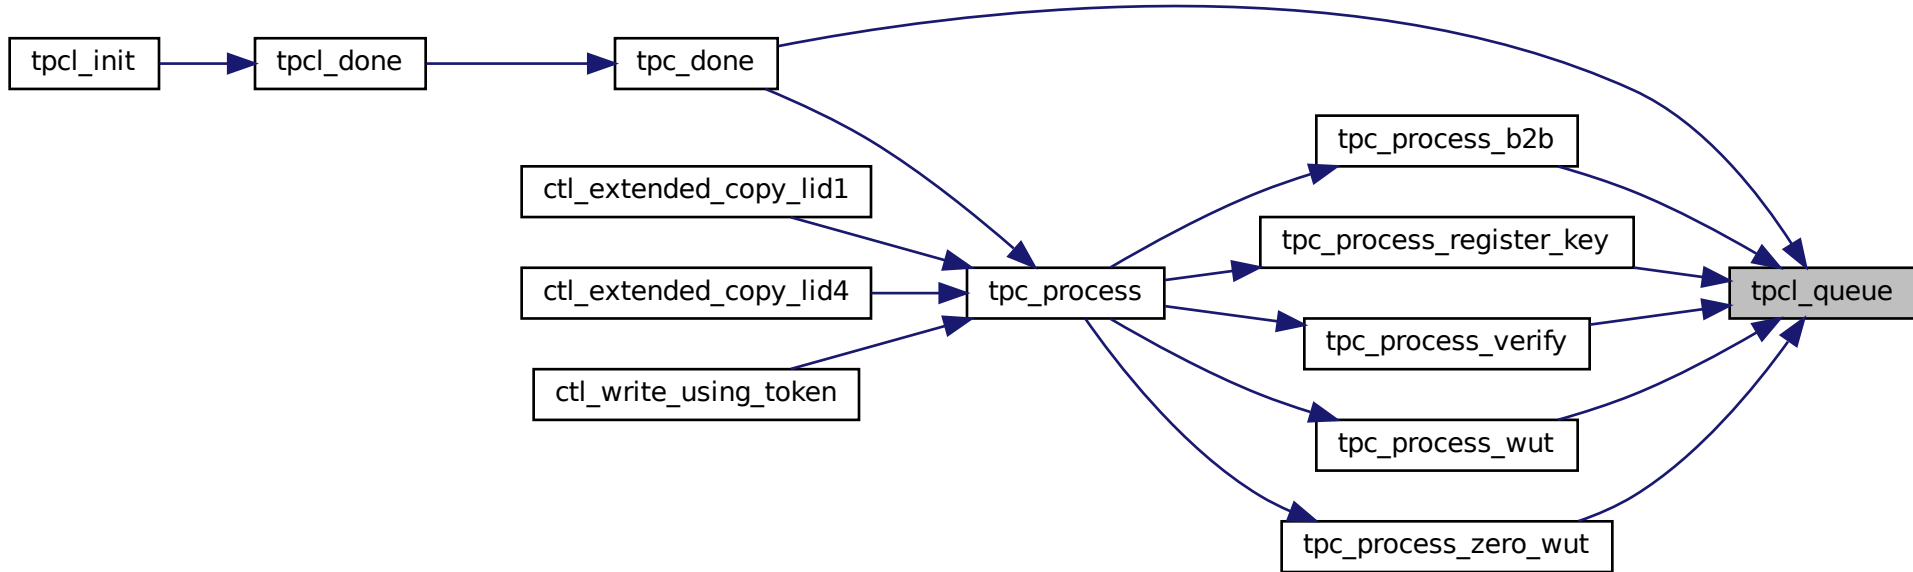 tpcl_init
tpcl_done
tpc_done
tpc_process_b2b
ctl_extended_copy_lid1
tpc_process_register_key
ctl_extended_copy_lid4
tpc_process
tpcl_queue
tpc_process_verify
ctl_write_using_token
tpc_process_wut
tpc_process_zero_wut